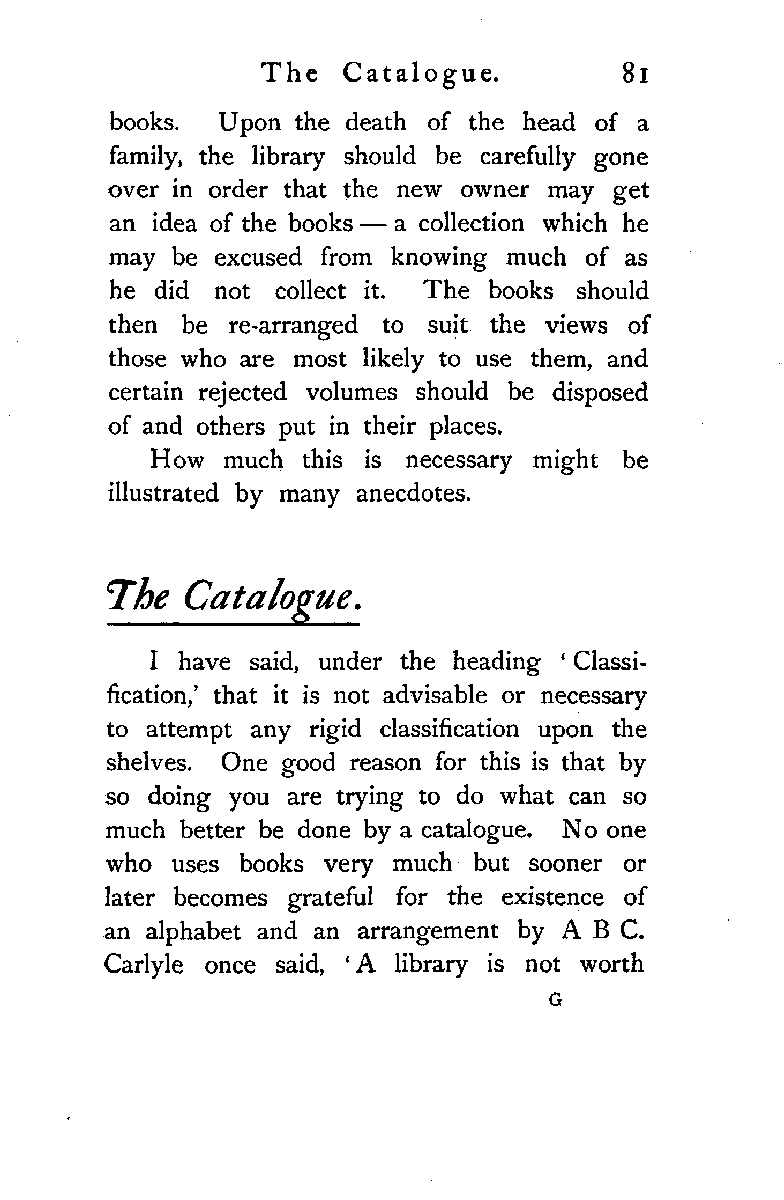 The Catalogue. 81
books. Upon the death of the head of a
family, the library should be carefully gone
over in order that the new owner may get
an idea of the books — a collection which he
may be excused from knowing much of as
he did not collect it. The books should
then be re-arranged to suit the views of
those who are most likely to use them, and
certain rejected volumes should be disposed
of and others put in their places.
How much this is necessary might be
illustrated by many anecdotes.
The Catalogue.
I have said, under the heading ‘Classi-
fication,’ that it is not advisable or necessary
to attempt any rigid classification upon the
shelves. One good reason for this is that by
so doing you are trying to do what can so
much better be done by a catalogue. No one
who uses books very much but sooner or
later becomes grateful for the existence of
an alphabet and an arrangement by A B C.
Carlyle once said, ‘A library is not worth
G